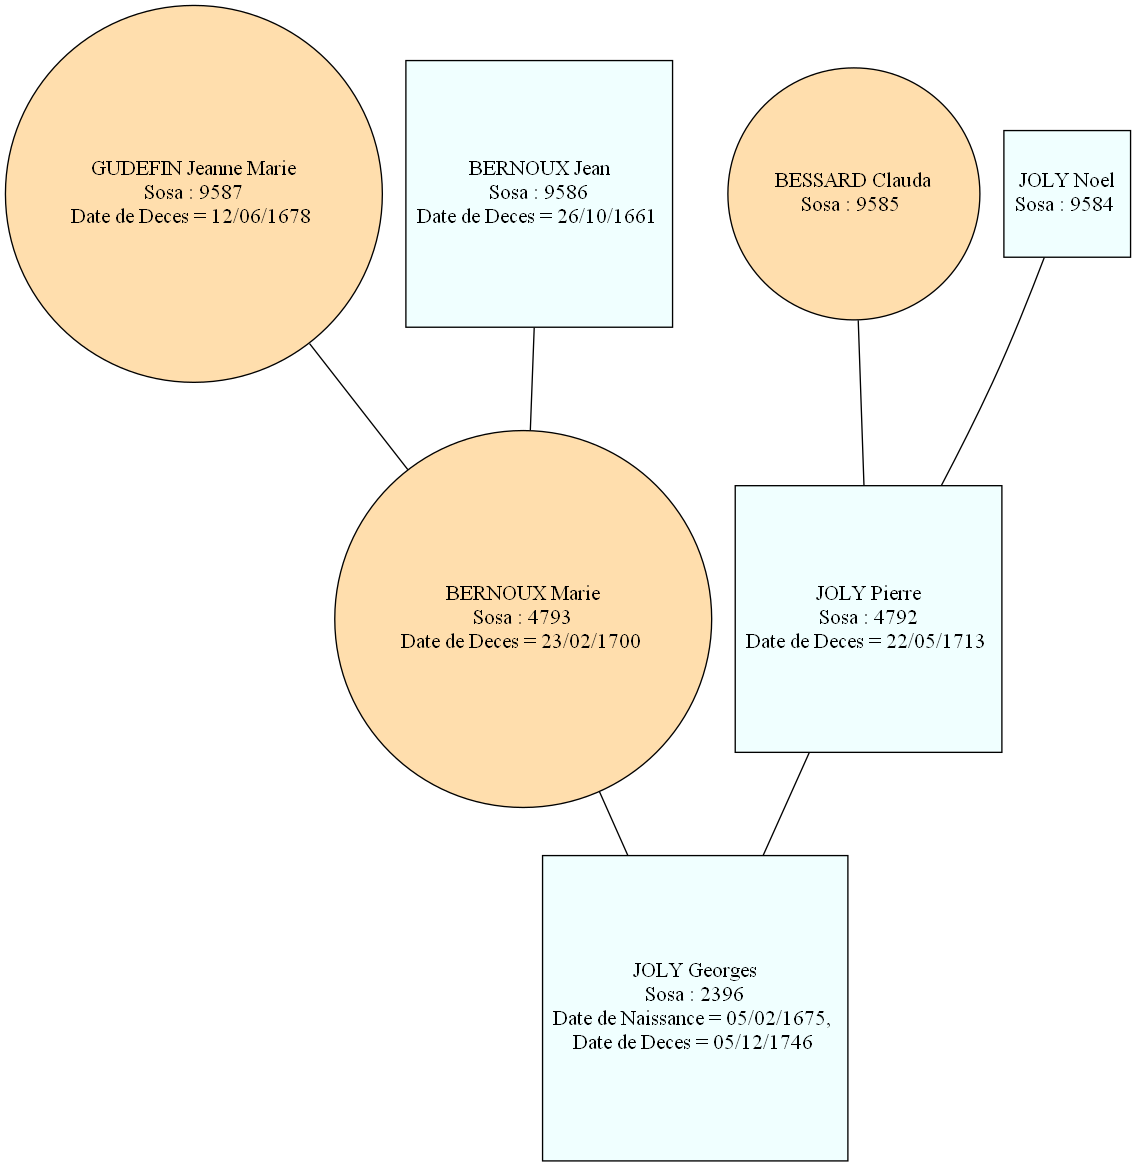 GUDEFIN Jeanne Marie
Sosa : 9587
Date de Deces = 12/06/1678
BERNOUX Jean
Sosa : 9586
Date de Deces = 26/10/1661
BESSARD Clauda
Sosa : 9585
JOLY Noel
Sosa : 9584
BERNOUX Marie
Sosa : 4793
Date de Deces = 23/02/1700
JOLY Pierre
Sosa : 4792
Date de Deces = 22/05/1713
JOLY Georges
Sosa : 2396
Date de Naissance = 05/02/1675,
Date de Deces = 05/12/1746